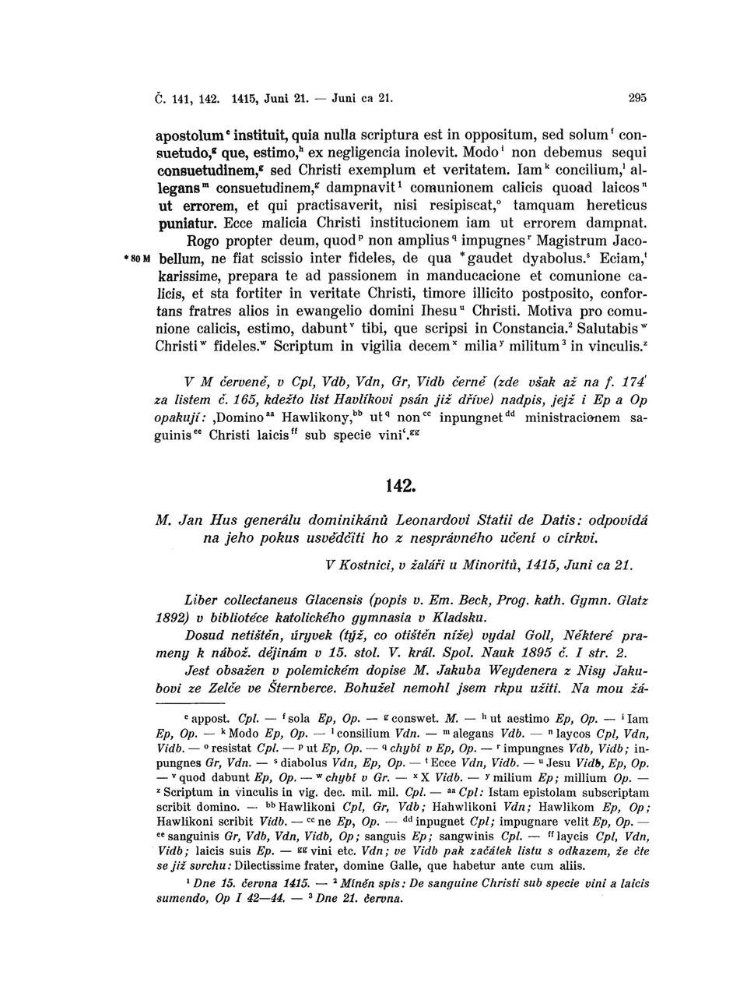 Č. 141, 142. 1415, Juni 21. — Juni ca 21. 295
apostolum ᵉ instituit, quia nulla scriptura est in oppositum, sed solum ᶠ con-
suetudo,ᵍ que, estimo,ʰ ex negligencia inolevit. Modo ⁱ non debemus sequi
consuetudinem,ᵍ sed Christi exemplum et veritatem. Iam ᵏ concilium,ˡ al-
legans ᵐ consuetudinem,ᵍ dampnavit ¹ comunionem calicis quoad laicos ⁿ
ut errorem, et qui practisaverit, nisi resipiscat,ᵒ tamquam hereticus
puniatur. Ecce malicia Christi institucionem iam ut errorem dampnat.
Rogo propter deum, quod ᵖ non amplius ᑫ impugnes ʳ Magistrum Jaco-
* 80 M bellum, ne fiat scissio inter fideles, de qua *gaudet dyabolus.ˢ Eciam,ᵗ
karissime, prepara te ad passionem in manducacione et comunione ca-
licis, et sta fortiter in veritate Christi, timore illicito postposito, confor-
tans fratres alios in ewangelio domini Ihesu ᵘ Christi. Motiva pro comu-
nione calicis, estimo, dabunt ᵛ tibi, que scripsi in Constancia.² Salutabis ʷ
Christi ʷ fideles.ʷ Scriptum in vigilia decem ˣ milia ʸ militum ³ in vinculis.ᶻ
V M červeně, v Cpl, Vdb, Vdn, Gr, Vidb černě (zde však až na f. 174'
za listem č. 165, kdežto list Havlíkovi psán již dříve) nadpis, jejž i Ep a Op
opakují: ‚Domino ᵃᵃ Hawlikony,ᵇᵇ ut ᑫ non ᶜᶜ inpungnet ᵈᵈ ministracionem sa-
guinis ᵉᵉ Christi laicis ᶠᶠ sub specie vini‘.ᵍᵍ
142.
M. Jan Hus generálu dominikánů Leonardovi Statii de Datis: odpovídá
na jeho pokus usvědčiti ho z nesprávného učení o církvi.
V Kostnici, v žaláři u Minoritů, 1415, Juni ca 21.
Liber collectaneus Glacensis (popis v. Em. Beck, Prog. kath. Gymn. Glatz
1892) v bibliotéce katolického gymnasia v Kladsku.
Dosud netištěn, úryvek (týž, co otištěn níže) vydal Goll, Některé pra-
meny k nábož. dějinám v 15. stol. V. král. Spol. Nauk 1895 č. I str. 2.
Jest obsažen v polemickém dopise M. Jakuba Weydenera z Nisy Jaku-
bovi ze Zelče ve Šternberce. Bohužel nemohl jsem rkpu užiti. Na mou žá-
ᵉ appost. Cpl. — ᶠ sola Ep, Op. — ᵍ conswet. M. — ʰ ut aestimo Ep, Op. — ⁱ Iam
Ep, Op. — ᵏ Modo Ep, Op. — ˡ consilium Vdn. — ᵐ alegans Vdb. — ⁿ laycos Cpl, Vdn,
Vidb. — ᵒ resistat Cpl. — ᵖ ut Ep, Op. — ᑫ chybí v Ep, Op. — ʳ impungnes Vdb, Vidb; in-
pungnes Gr, Vdn. — ˢ diabolus Vdn, Ep, Op. — ᵗ Ecce Vdn, Vidb. — ᵘ Jesu Vidb, Ep, Op.
— ᵛ quod dabunt Ep, Op. — ʷ chybí v Gr. — ˣ X Vidb. — ʸ milium Ep; millium Op. —
ᶻ Scriptum in vinculis in vig. dec. mil. mil. Cpl. — ᵃᵃ Cpl: Istam epistolam subscriptam
scribit domino. — ᵇᵇ Hawlikoni Cpl, Gr, Vdb; Hahwlikoni Vdn; Hawlikom Ep, Op;
Hawlikoni scribit Vidb. — ᶜᶜ ne Ep, Op. — ᵈᵈ inpugnet Cpl; impugnare velit Ep, Op. —
ᵉᵉ sanguinis Gr, Vdb, Vdn, Vidb, Op; sanguis Ep; sangwinis Cpl. — ᶠᶠ laycis Cpl, Vdn,
Vidb; laicis suis Ep. — ᵍᵍ vini etc. Vdn; ve Vidb pak začátek listu s odkazem, že čte
se již svrchu: Dilectissime frater, domine Galle, que habetur ante cum aliis.
¹ Dne 15. června 1415. — ² Míněn spis: De sanguine Christi sub specie vini a laicis
sumendo, Op I 42—44. — ³ Dne 21. června.